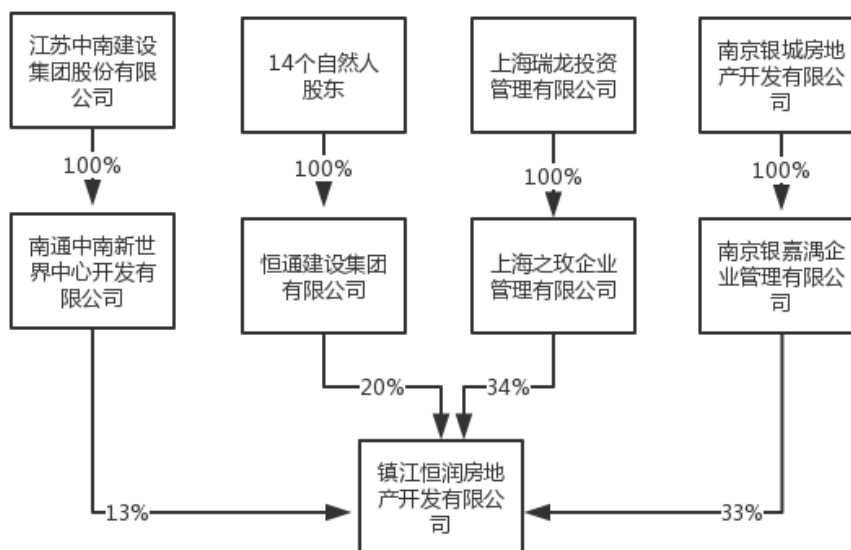 江苏中南建设
集团股份有限
公司
14个自然人
股东
上海瑞龙投资
管理有限公司
南京银城房地
产开发有限公
司
100%
100%
100%
100%
南通中南新世
界中心开发有
限公司
恒通建设集团
有限公司
上海之玫企业
管理有限公司
南京银嘉湡企
业管理有限公
司
20%
34%
镇江恒润房地
产开发有限公
司
13%
33%